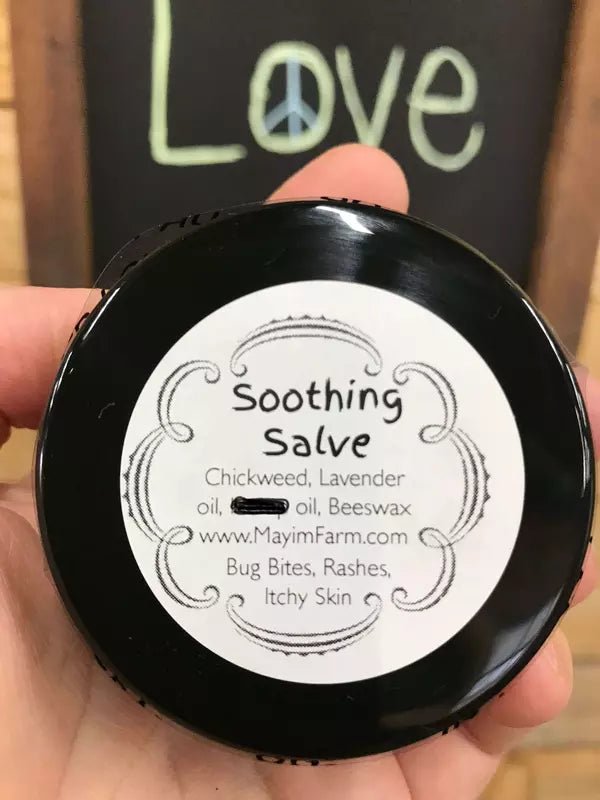 Love
Soothing
Salve
Chickweed, Lavender
oil, oil, Beeswax
www.MayimFarm.com
Bug Bites, Rashes,
Itchy Skin